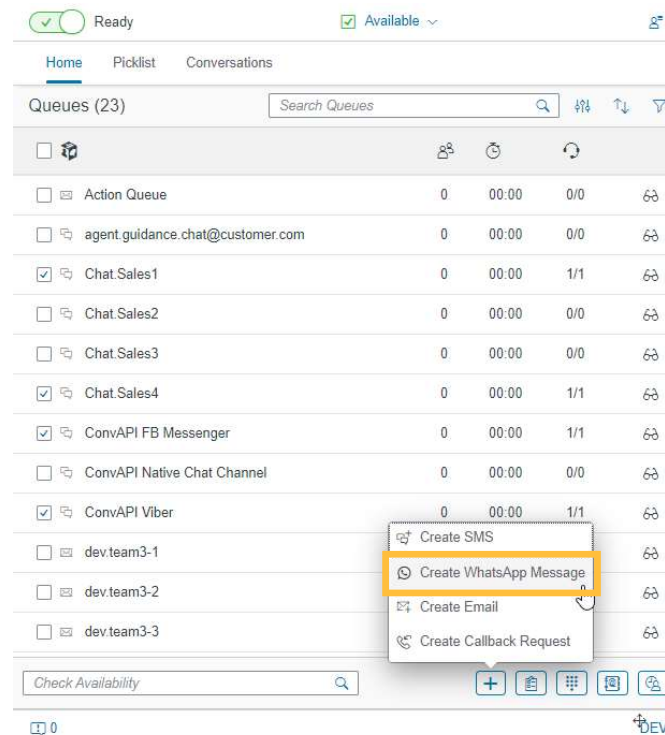 Ready Available
Home Picklist Conversations
Queues (23) Search Queues
Action Queue 0 00:00 0/0
agent.guidance.chat@customer.com 0 00:00 0/0
Chat.Sales1 0 00:00 1/1
Chat.Sales2 0 00:00 0/0
Chat.Sales3 0 00:00 0/0
Chat.Sales4 0 00:00 1/1
ConvAPI FB Messenger 0 00:00 1/1
ConvAPI Native Chat Channel 0 00:00 0/0
ConvAPI Viber 0 00:00 1/1
Create SMS
dev.team3-1
Create WhatsApp Message
dev.team3-2
Create Email
dev.team3-3
Create Callback Request
Check Availability
0 DEV